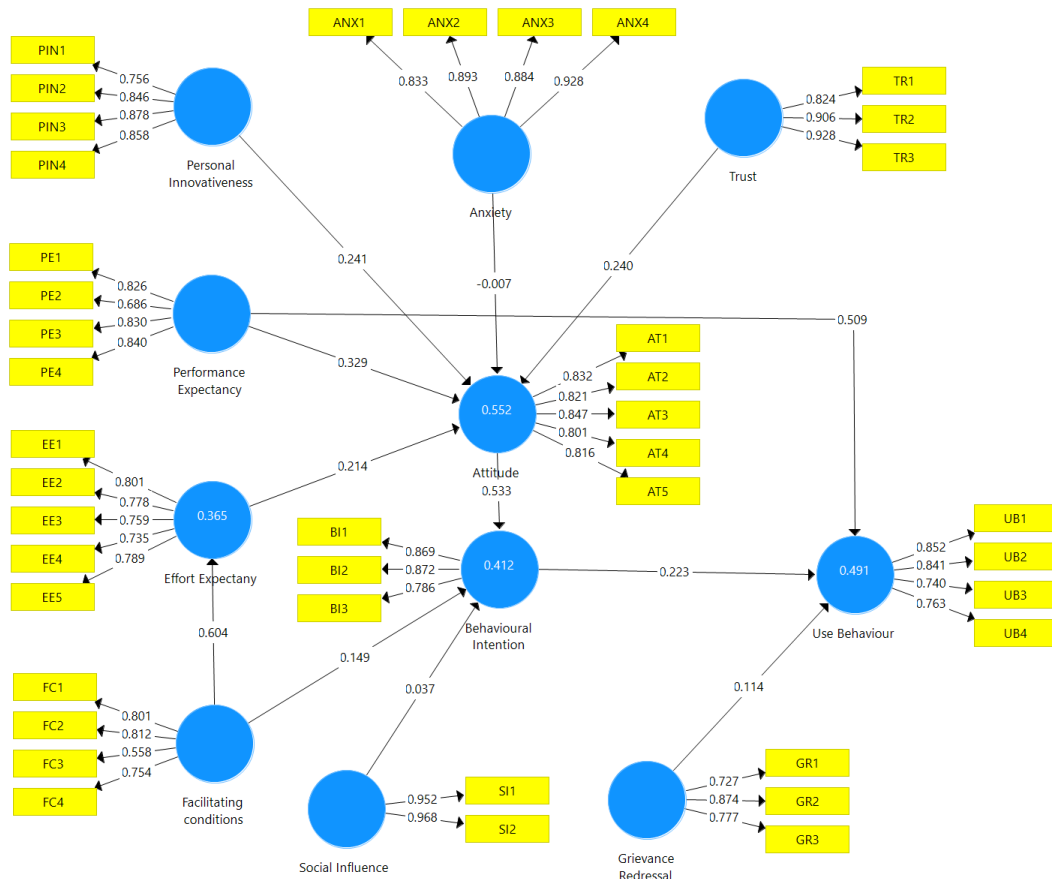 ANX1
ANX2
ANX3
ANX4
0.833
0.893
0.884
0.928
Anxiety
PIN1
PIN2
PIN3
PIN4
0.756
0.846
0.878
0.858
Personal
Innovativeness
TR1
TR2
TR3
0.824
0.906
0.928
Trust
0.241
-0.007
0.240
PE1
PE2
PE3
PE4
0.826
0.686
0.830
0.840
Performance
Expectancy
0.329
0.509
AT1
AT2
AT3
AT4
AT5
0.832
0.821
0.847
0.801
0.816
0.552
Attitude
0.533
EE1
EE2
EE3
EE4
EE5
0.801
0.778
0.759
0.735
0.789
0.365
Effort Expectany
0.214
BI1
BI2
BI3
0.869
0.872
0.786
0.412
Behavioural
Intention
0.223
0.491
Use Behaviour
UB1
UB2
UB3
UB4
0.852
0.841
0.740
0.763
0.604
0.149
0.037
0.114
FC1
FC2
FC3
FC4
0.801
0.812
0.558
0.754
Facilitating
conditions
SI1
SI2
0.952
0.968
Social Influence
GR1
GR2
GR3
0.727
0.874
0.777
Grievance
Redressal